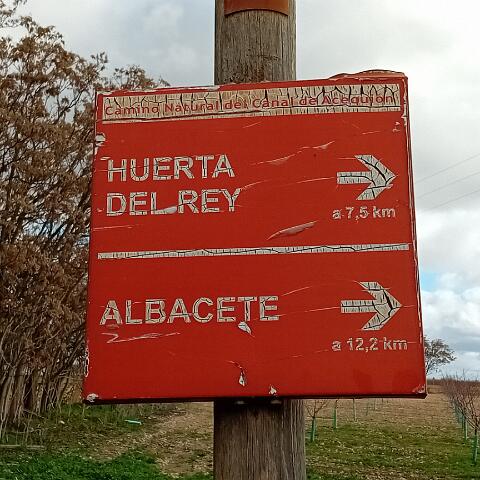 Camino Natural del Canal de Acequión
HUERTA
DEL REY
a 7,5 km
ALBACETE
a 12,2 km